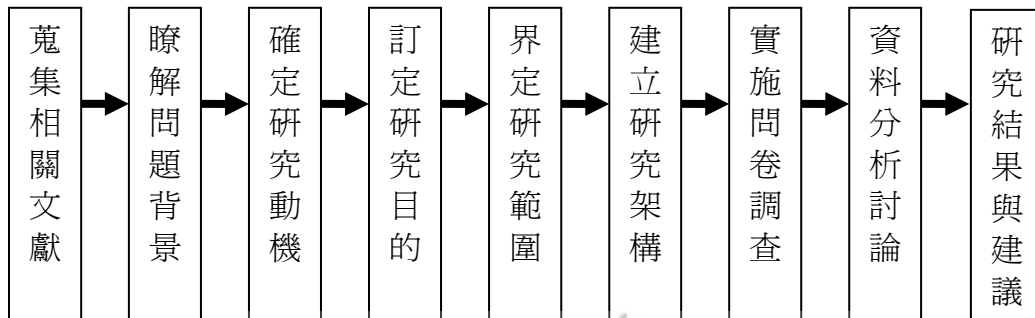 蒐集相關文獻
瞭解問題背景
確定研究動機
訂定研究目的
界定研究範圍
建立研究架構
實施問卷調查
資料分析討論
研究結果與建議